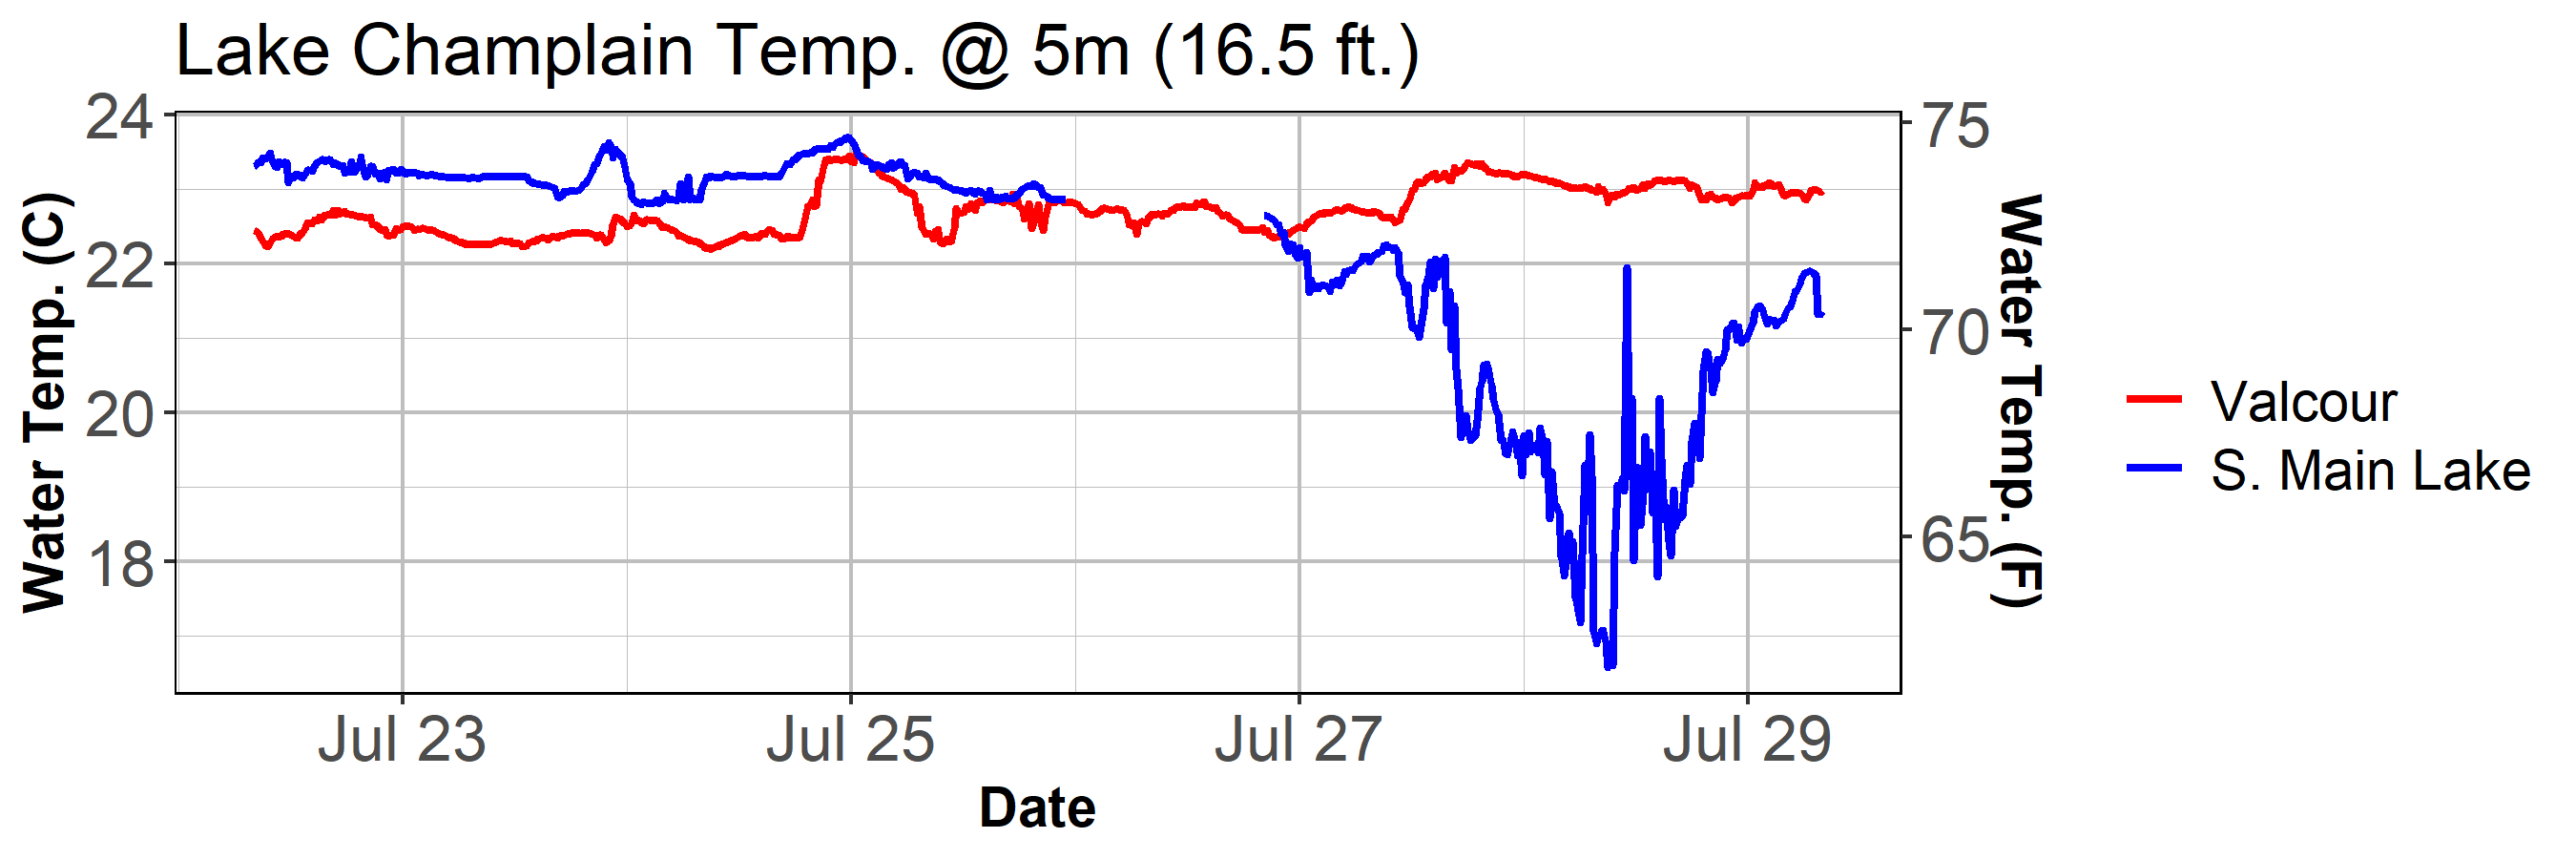 Lake Champlain Temp. @ 5m (16.5 ft.)
Water Temp. (C)
24
22
20
18
75
70
65
Water Temp. (F)
Jul 23
Jul 25
Jul 27
Jul 29
Date
Valcour
S. Main Lake